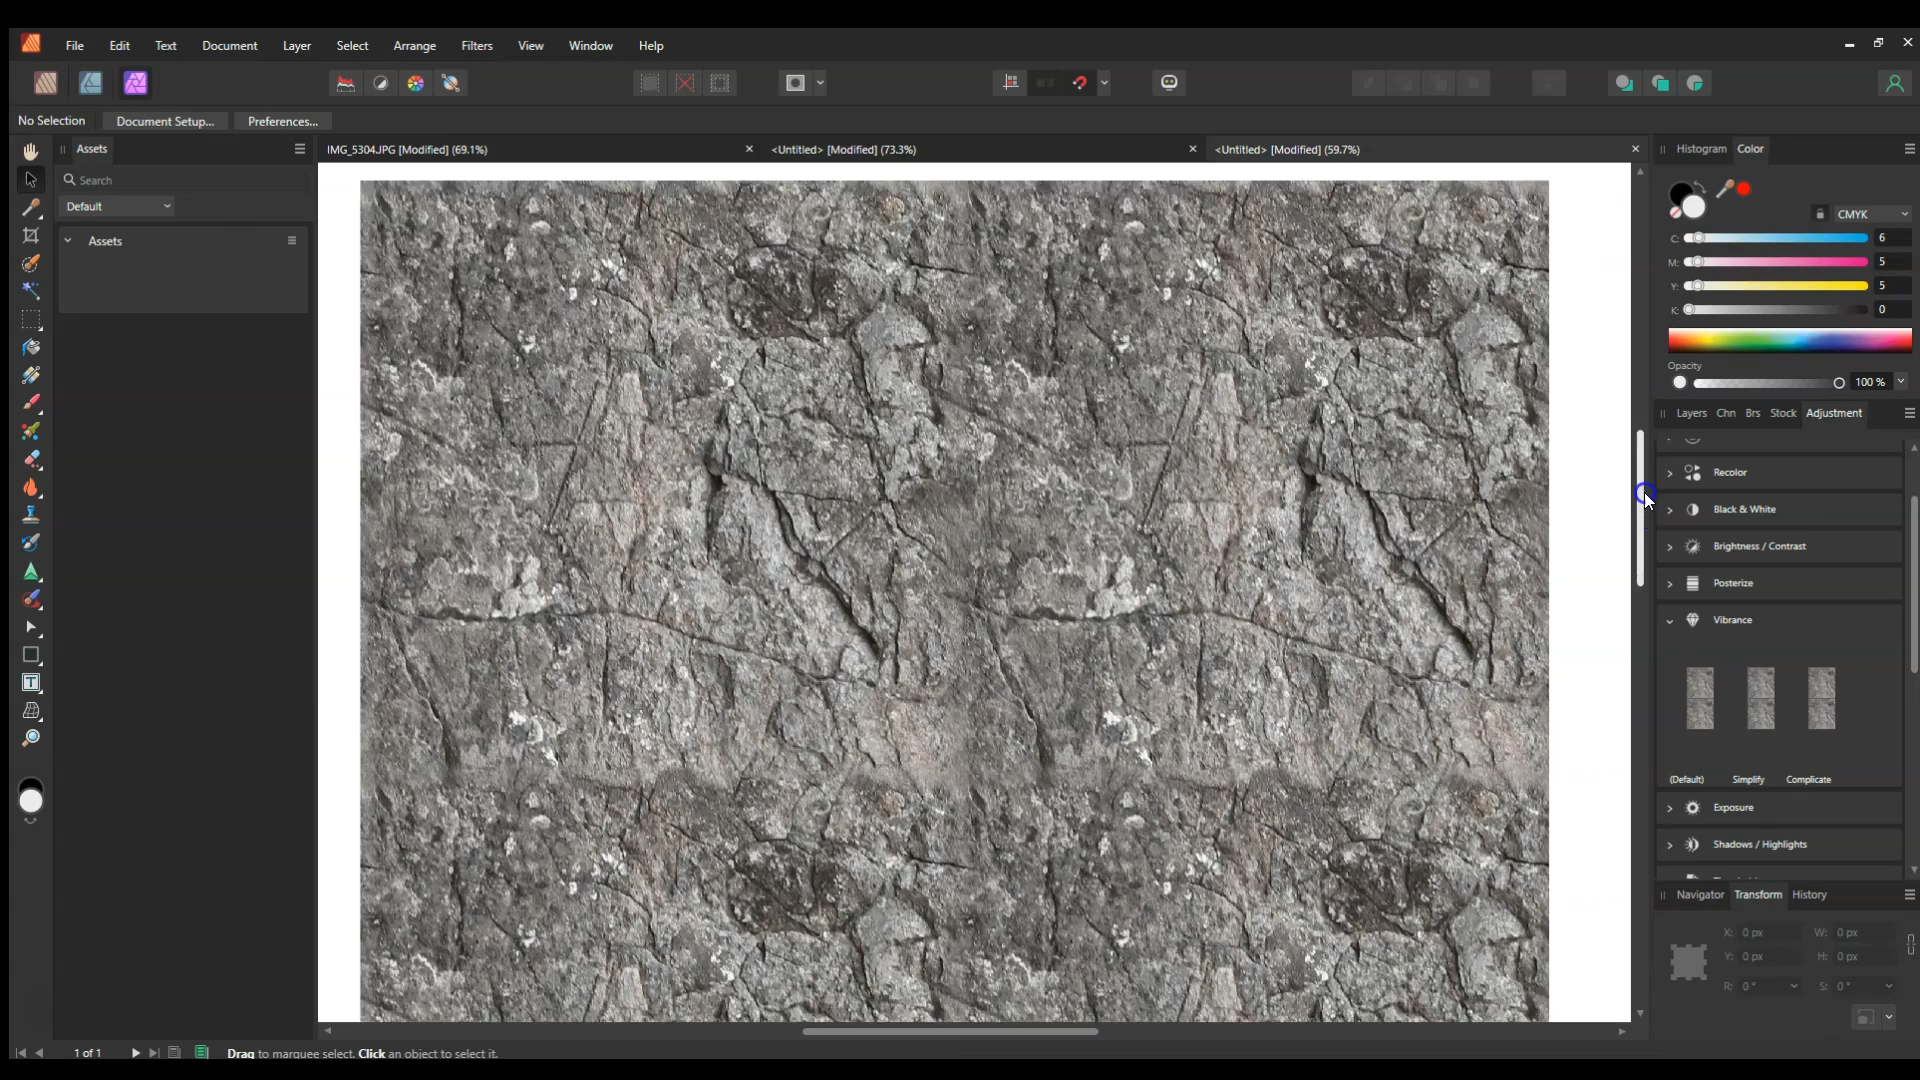 File Edit Text Document Layer Select Arrange Filters View Window Help
No Selection Document Setup... Preferences...
Assets
IMG_5304.JPG [Modified] (69.1%)
<Untitled> [Modified] (73.3%)
<Untitled> [Modified] (59.7%)
Histogram Color
Search
Default
Assets
CMYK
C: 6
M: 5
Y: 5
K: 0
Opacity
100 %
Layers Chn Brs Stock Adjustment
Recolor
Black & White
Brightness / Contrast
Posterize
Vibrance
(Default) Simplify Complicate
Exposure
Shadows / Highlights
Navigator Transform History
X: 0 px W: 0 px
Y: 0 px H: 0 px
R: 0 ° S: 0 °
1 of 1
Drag to marquee select. Click an object to select it.